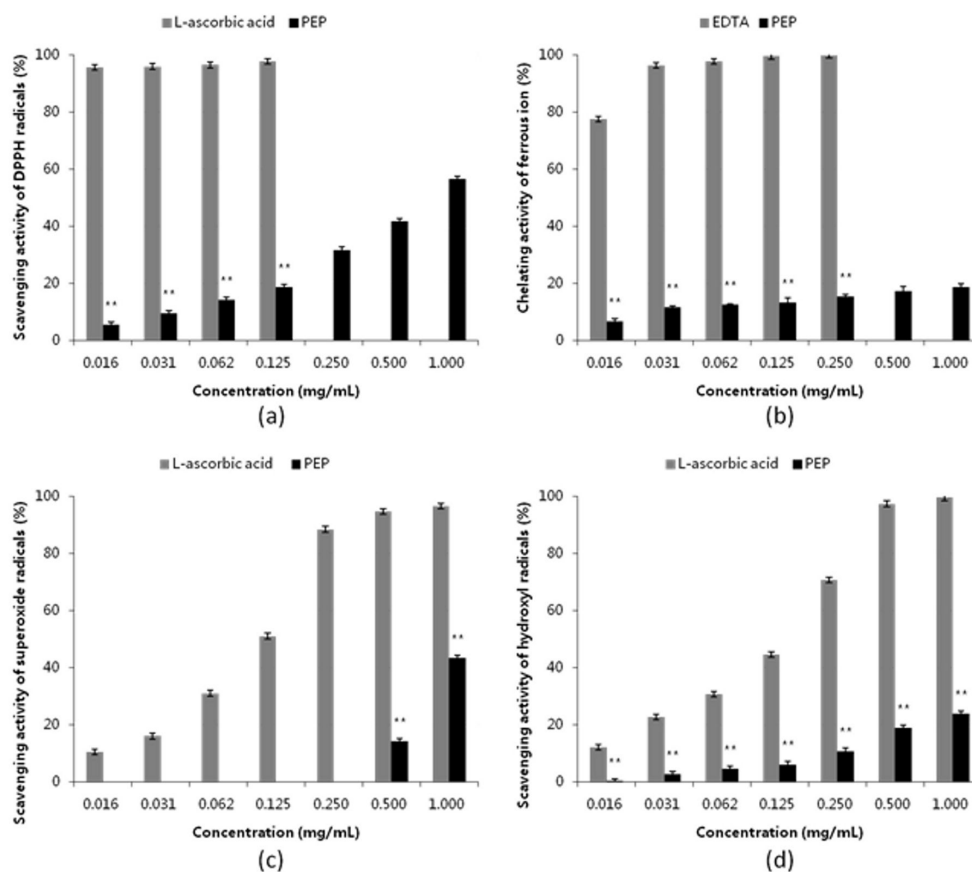 L-ascorbic acid PEP
Scavenging activity of DPPH radicals (%)
100
80
60
40
20
0
** ** ** **
0.016 0.031 0.062 0.125 0.250 0.500 1.000
Concentration (mg/mL)
(a)
EDTA PEP
Chelating activity of ferrous ion (%)
100
80
60
40
20
0
** ** ** ** **
0.016 0.031 0.062 0.125 0.250 0.500 1.000
Concentration (mg/mL)
(b)
L-ascorbic acid PEP
Scavenging activity of superoxide radicals (%)
100
80
60
40
20
0
** **
0.016 0.031 0.062 0.125 0.250 0.500 1.000
Concentration (mg/mL)
(c)
L-ascorbic acid PEP
Scavenging activity of hydroxyl radicals (%)
100
80
60
40
20
0
** ** ** ** ** ** **
0.016 0.031 0.062 0.125 0.250 0.500 1.000
Concentration (mg/mL)
(d)